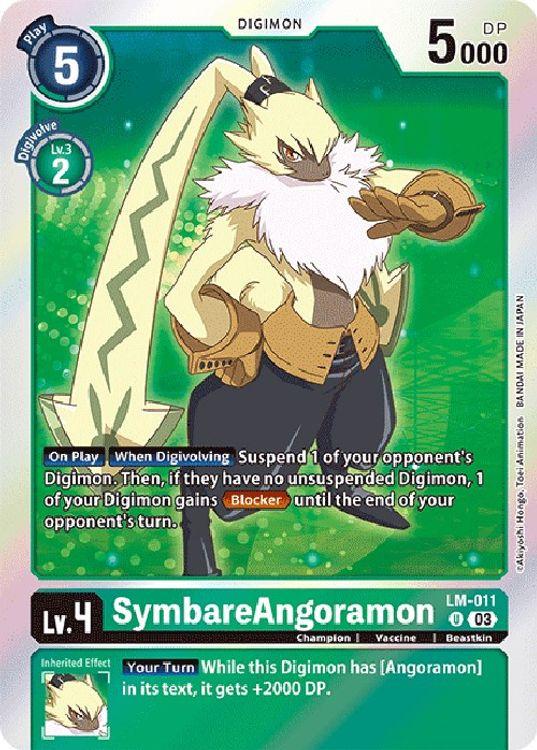 DIGIMON
Play
5
DP
5000
Digivolve
Lv.3
2
On Play When Digivolving Suspend 1 of your opponent's
Digimon. Then, if they have no unsuspended Digimon, 1
of your Digimon gains Blocker until the end of your
opponent's turn.
©Akiyoshi Hongo, Toei Animation BANDAI MADE IN JAPAN
Lv.4
SymbareAngoramon
LM-011
U 03
Champion | Vaccine | Beastkin
Inherited Effect
Your Turn While this Digimon has [Angoramon]
in its text, it gets +2000 DP.